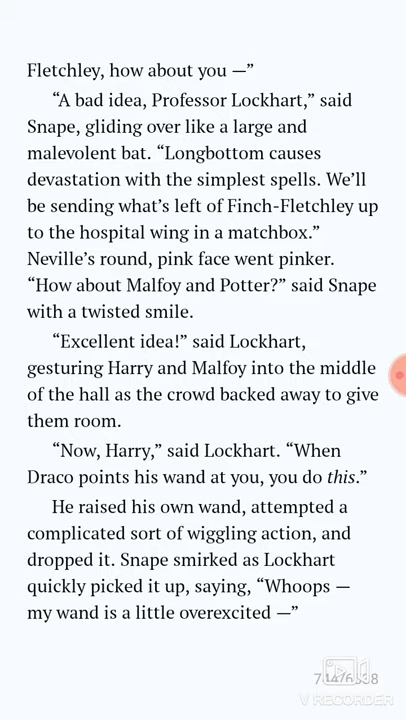 Fletchley, how about you —”
“A bad idea, Professor Lockhart,” said
Snape, gliding over like a large and
malevolent bat. “Longbottom causes
devastation with the simplest spells. We’ll
be sending what’s left of Finch-Fletchley up
to the hospital wing in a matchbox.”
Neville’s round, pink face went pinker.
“How about Malfoy and Potter?” said Snape
with a twisted smile.
“Excellent idea!” said Lockhart,
gesturing Harry and Malfoy into the middle
of the hall as the crowd backed away to give
them room.
“Now, Harry,” said Lockhart. “When
Draco points his wand at you, you do this.”
He raised his own wand, attempted a
complicated sort of wiggling action, and
dropped it. Snape smirked as Lockhart
quickly picked it up, saying, “Whoops —
my wand is a little overexcited —”
V RECORDER